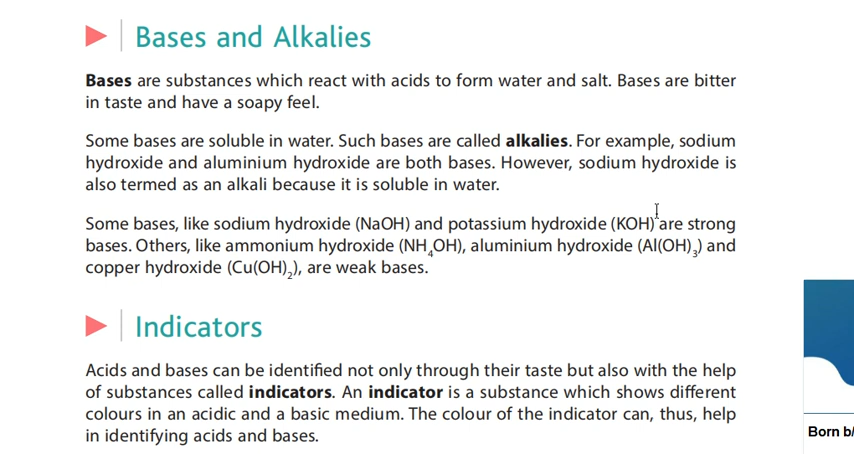 Bases and Alkalies
Bases are substances which react with acids to form water and salt. Bases are bitter
in taste and have a soapy feel.
Some bases are soluble in water. Such bases are called alkalies. For example, sodium
hydroxide and aluminium hydroxide are both bases. However, sodium hydroxide is
also termed as an alkali because it is soluble in water.
Some bases, like sodium hydroxide (NaOH) and potassium hydroxide (KOH) are strong
bases. Others, like ammonium hydroxide (NH₄OH), aluminium hydroxide (Al(OH)₃) and
copper hydroxide (Cu(OH)₂), are weak bases.
Indicators
Acids and bases can be identified not only through their taste but also with the help
of substances called indicators. An indicator is a substance which shows different
colours in an acidic and a basic medium. The colour of the indicator can, thus, help
in identifying acids and bases.
Born b/